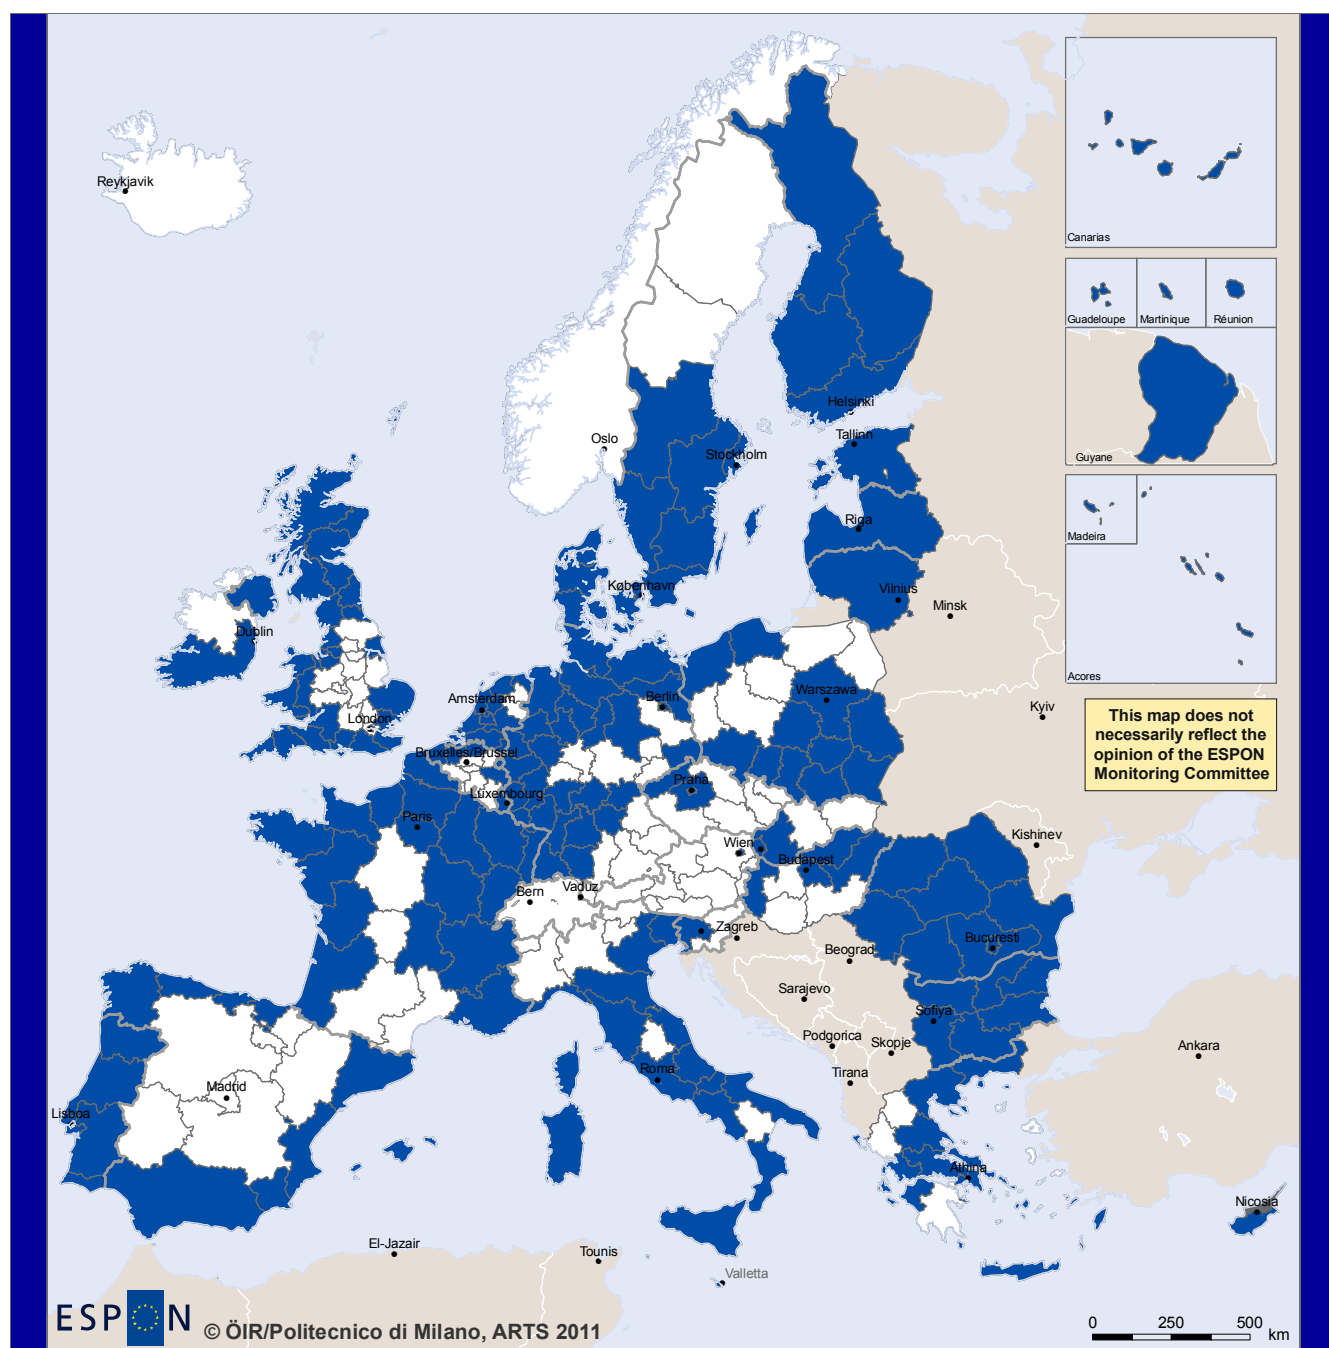 Reykjavik
Canarias
Guadeloupe
Martinique
Réunion
Helsinki
Tallinn
Oslo
Stockholm
Guyane
Riga
Madeira
København
Vilnius
Minsk
Dublin
Acores
Amsterdam
Berlin
Warszawa
Kyiv
London
This map does not
necessarily reflect the
opinion of the ESPON
Monitoring Committee
Bruxelles/Brussel
Praha
Luxembourg
Paris
Kishinev
Wien
Budapest
Bern
Vaduz
Zagreb
Bucuresti
Beograd
Sarajevo
Sofiya
Podgorica
Skopje
Ankara
Roma
Tirana
Madrid
Lisboa
Athina
Nicosia
El-Jazair
Tounis
Valletta
ESPON
© ÖIR/Politecnico di Milano, ARTS 2011
0 250 500
km